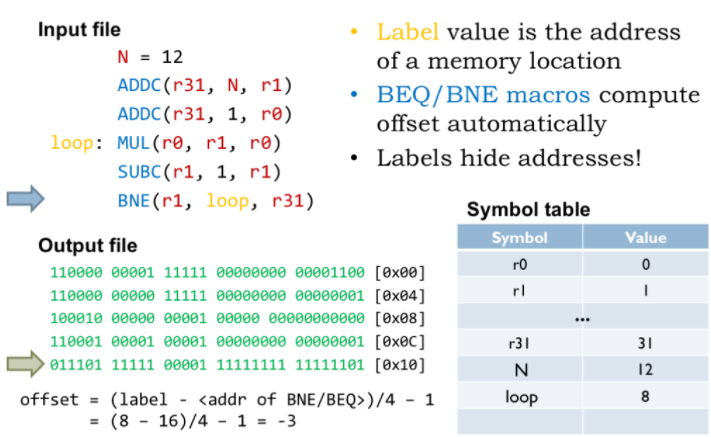 Input file
N = 12
ADDC(r31, N, r1)
ADDC(r31, 1, r0)
loop: MUL(r0, r1, r0)
SUBC(r1, 1, r1)
BNE(r1, loop, r31)
Output file
110000 00001 11111 00000000 00001100 [0x00]
110000 00000 11111 00000000 00000001 [0x04]
100010 00000 00001 00000 00000000000 [0x08]
110001 00001 00001 00000000 00000001 [0x0C]
011101 11111 00001 11111111 11111101 [0x10]
offset = (label - <addr of BNE/BEQ>)/4 – 1
= (8 – 16)/4 – 1 = -3
• Label value is the address
of a memory location
• BEQ/BNE macros compute
offset automatically
• Labels hide addresses!
Symbol table
Symbol Value
r0 0
r1 1
...
r31 31
N 12
loop 8